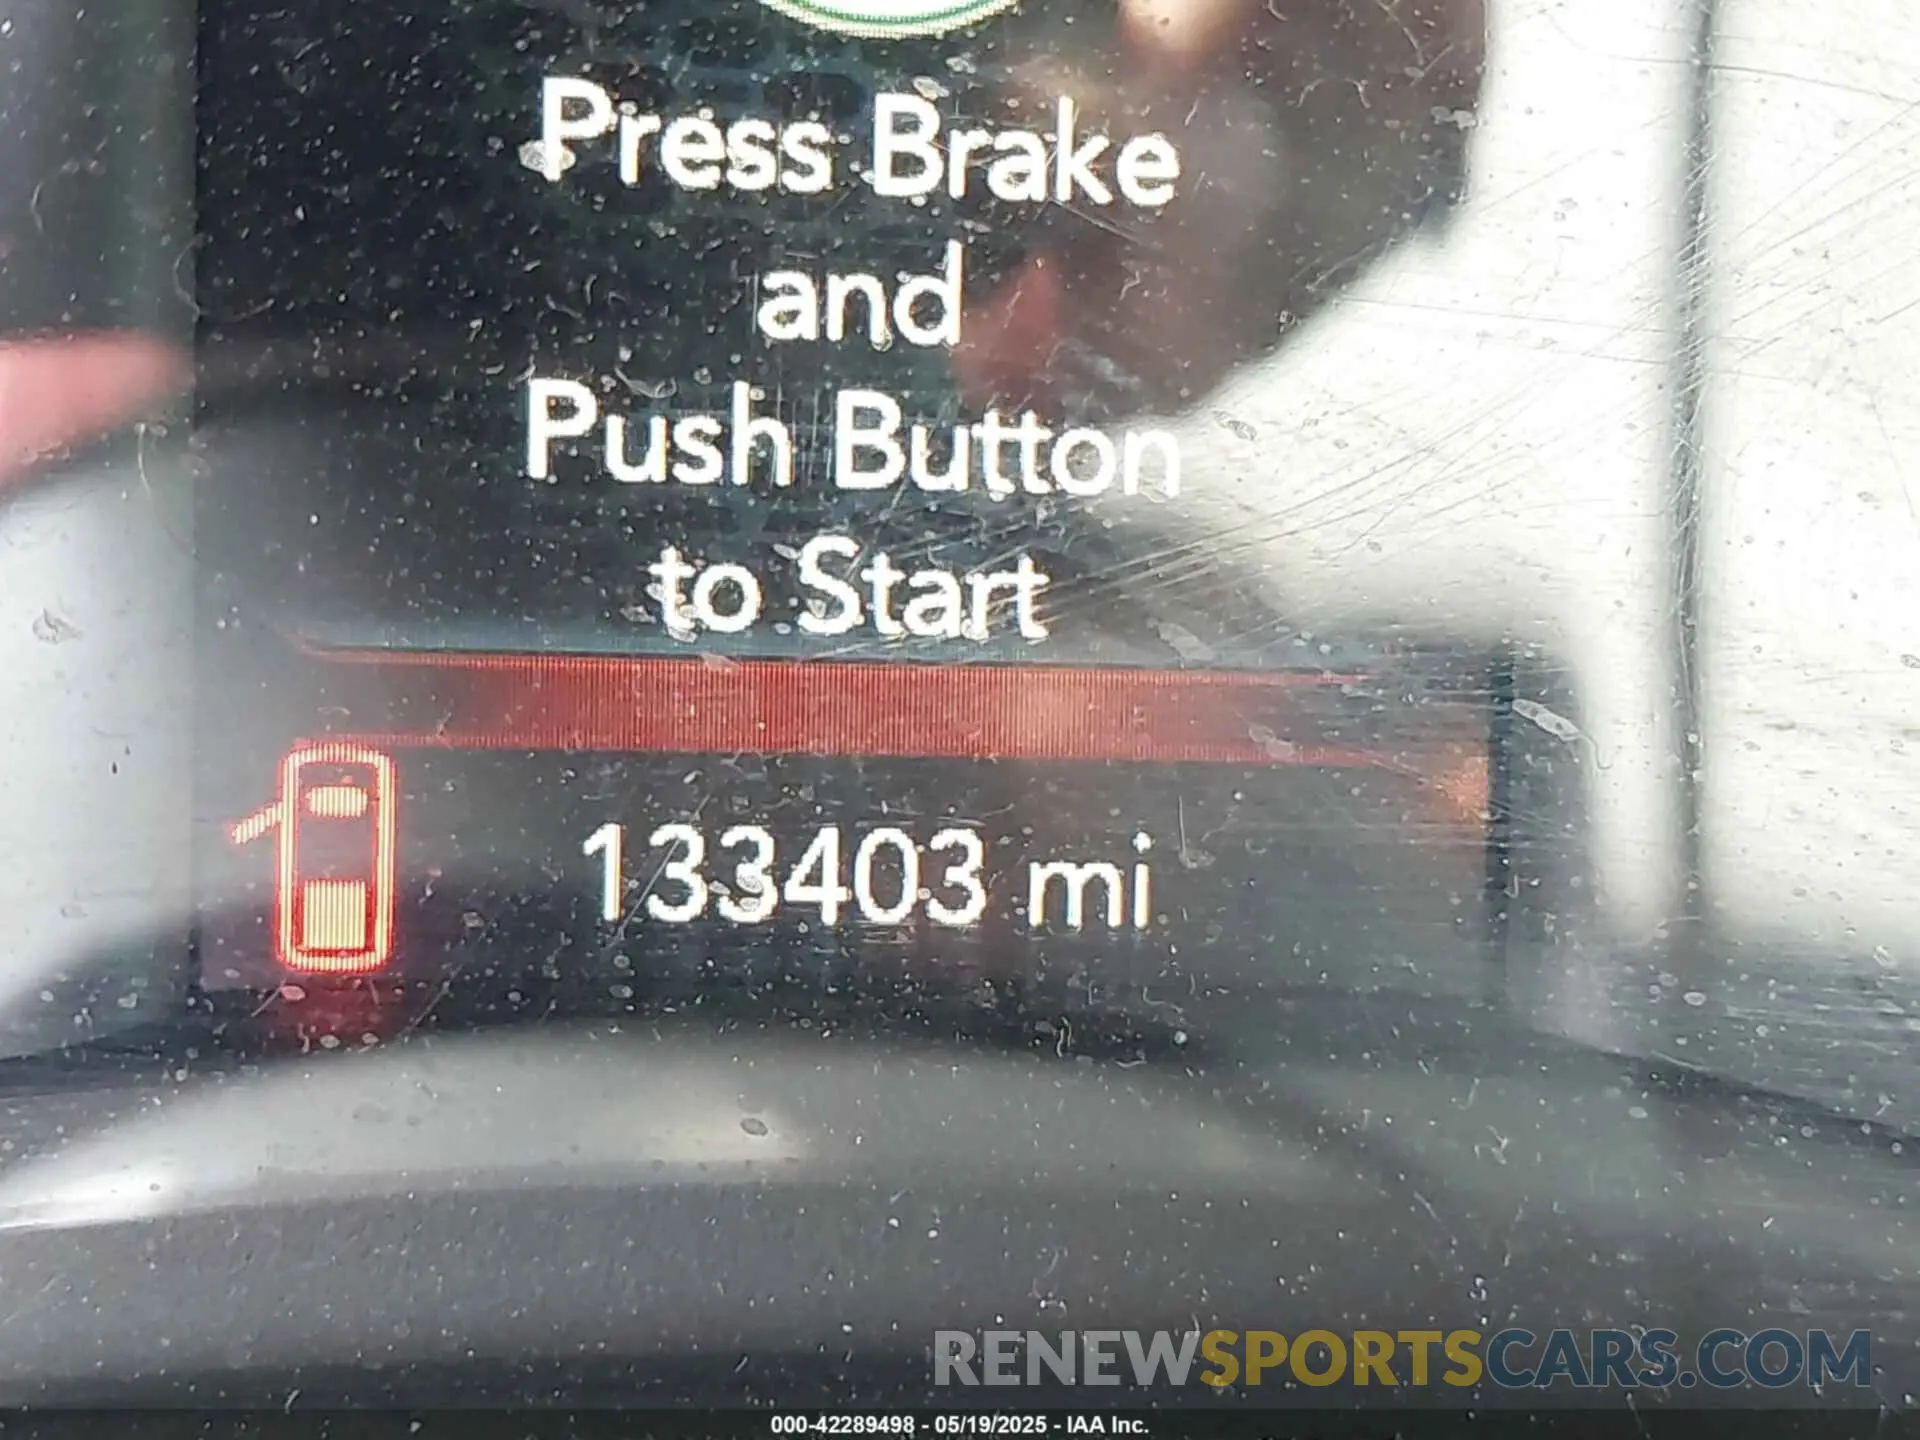 Press Brake
and
Push Button
to Start
133403 mi
RENEWSPORTSCARS.COM
000-42289498 - 05/19/2025 - IAA Inc.